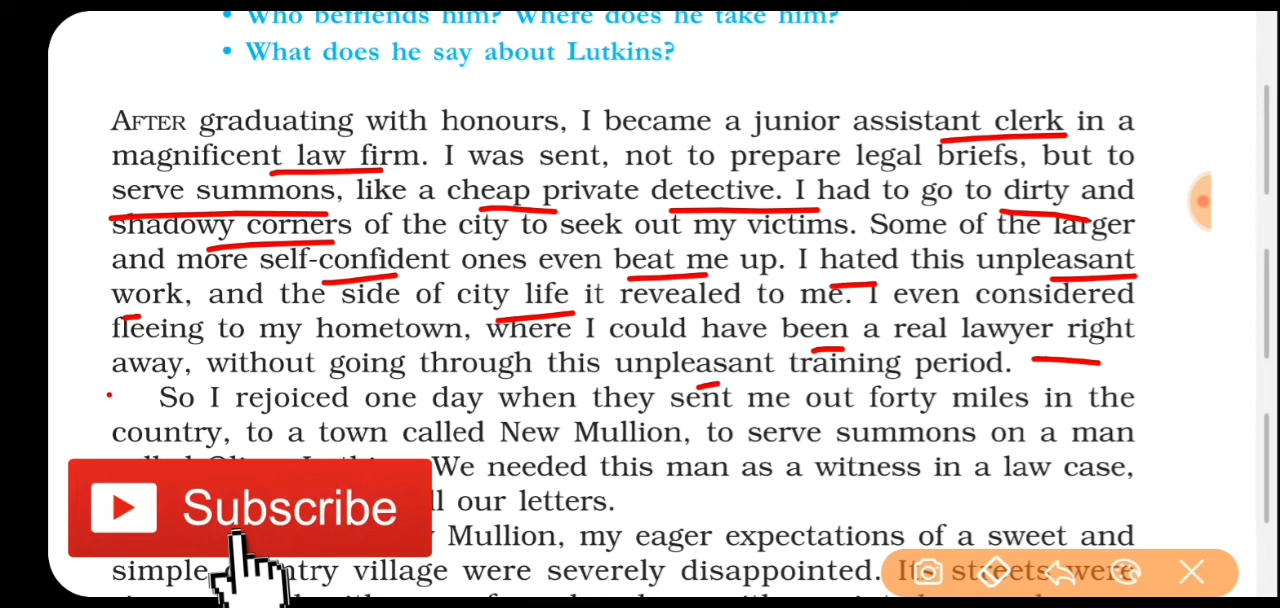 • Who befriends him? Where does he take him?
• What does he say about Lutkins?
AFTER graduating with honours, I became a junior assistant clerk in a
magnificent law firm. I was sent, not to prepare legal briefs, but to
serve summons, like a cheap private detective. I had to go to dirty and
shadowy corners of the city to seek out my victims. Some of the larger
and more self-confident ones even beat me up. I hated this unpleasant
work, and the side of city life it revealed to me. I even considered
fleeing to my hometown, where I could have been a real lawyer right
away, without going through this unpleasant training period.
So I rejoiced one day when they sent me out forty miles in the
country, to a town called New Mullion, to serve summons on a man
We needed this man as a witness in a law case,
our letters.
Mullion, my eager expectations of a sweet and
simple village were severely disappointed. Its streets were
Subscribe